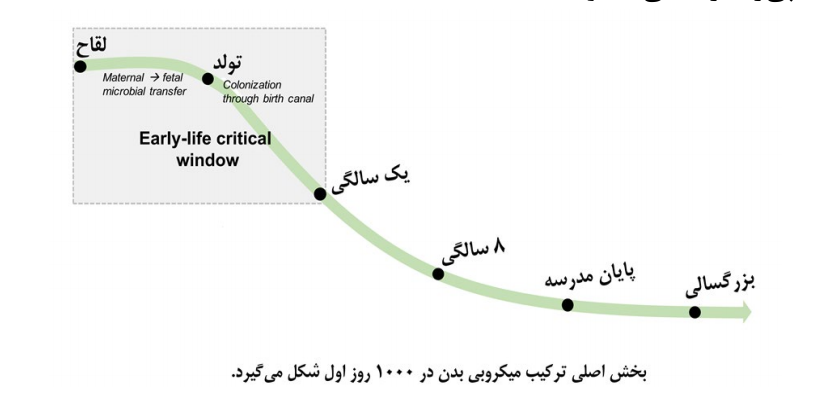 لقاح
تولد
Maternal → fetal
microbial transfer
Colonization
through birth canal
Early-life critical
window
یک سالگی
۸ سالگی
پایان مدرسه
بزرگسالی
بخش اصلی ترکیب میکروبی بدن در ۱۰۰۰ روز اول شکل می‌گیرد.